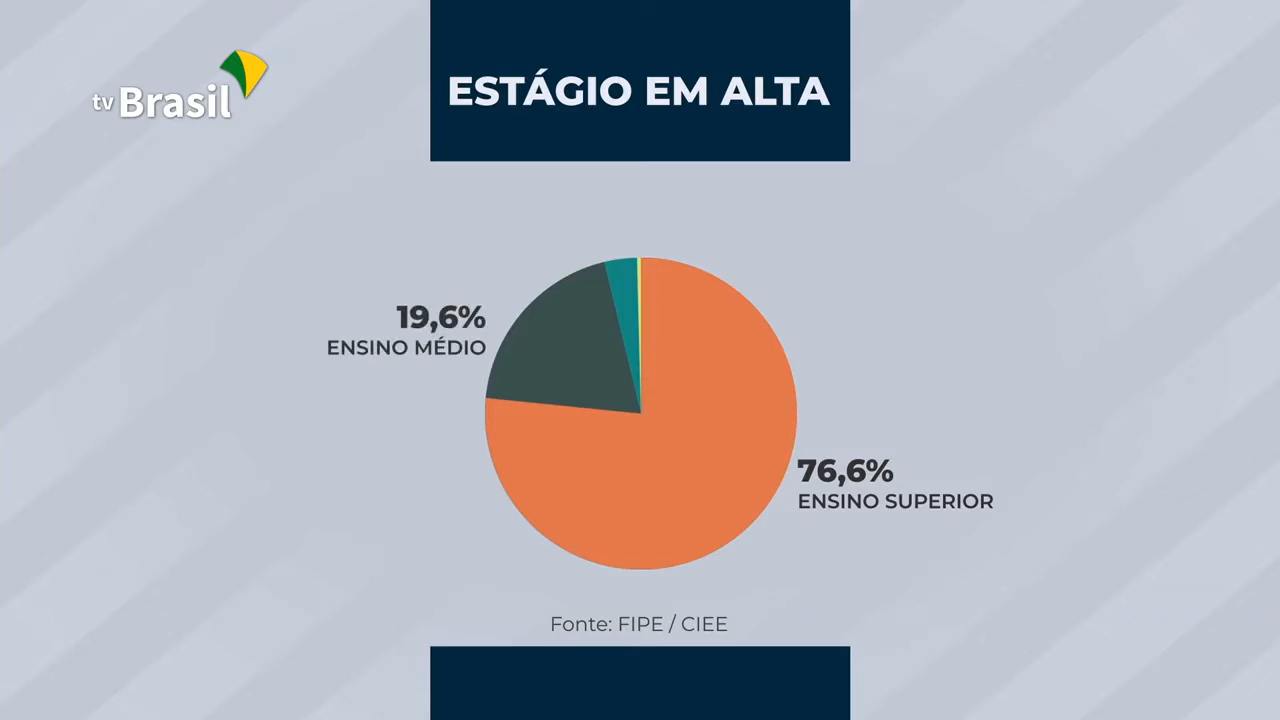 tv Brasil
ESTÁGIO EM ALTA
19,6%
ENSINO MÉDIO
76,6%
ENSINO SUPERIOR
Fonte: FIPE / CIEE